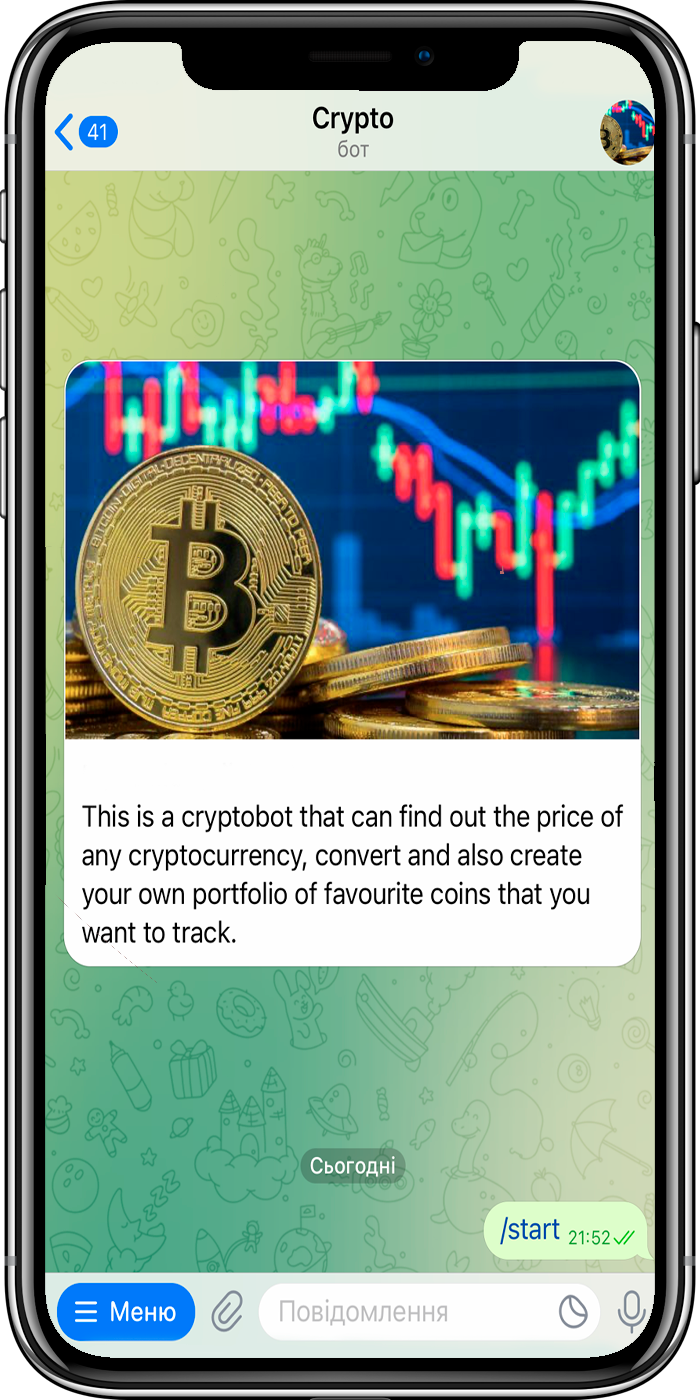 41
Crypto
бот
BITCOIN·DIGITAL·DECENTRALIZED·PEER TO PEER
This is a cryptobot that can find out the price of
any cryptocurrency, convert and also create
your own portfolio of favourite coins that you
want to track.
Сьогодні
/start 21:52
Меню
Повідомлення